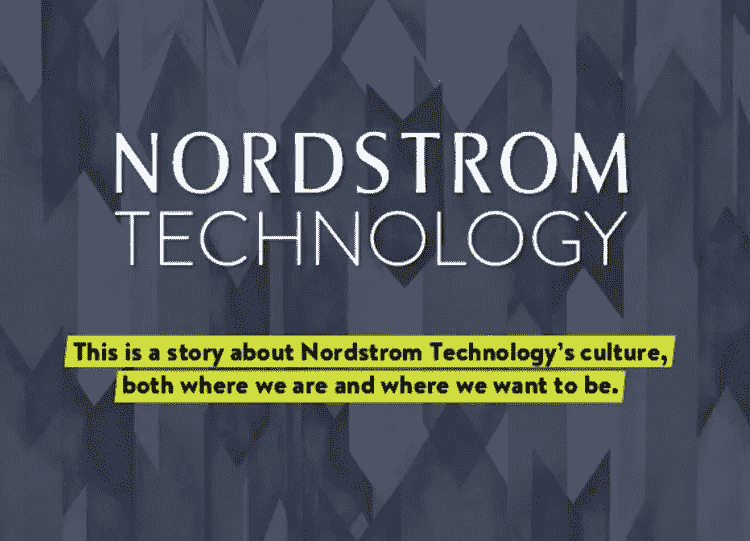 NORDSTROM
TECHNOLOGY
This is a story about Nordstrom Technology's culture,
both where we are and where we want to be.